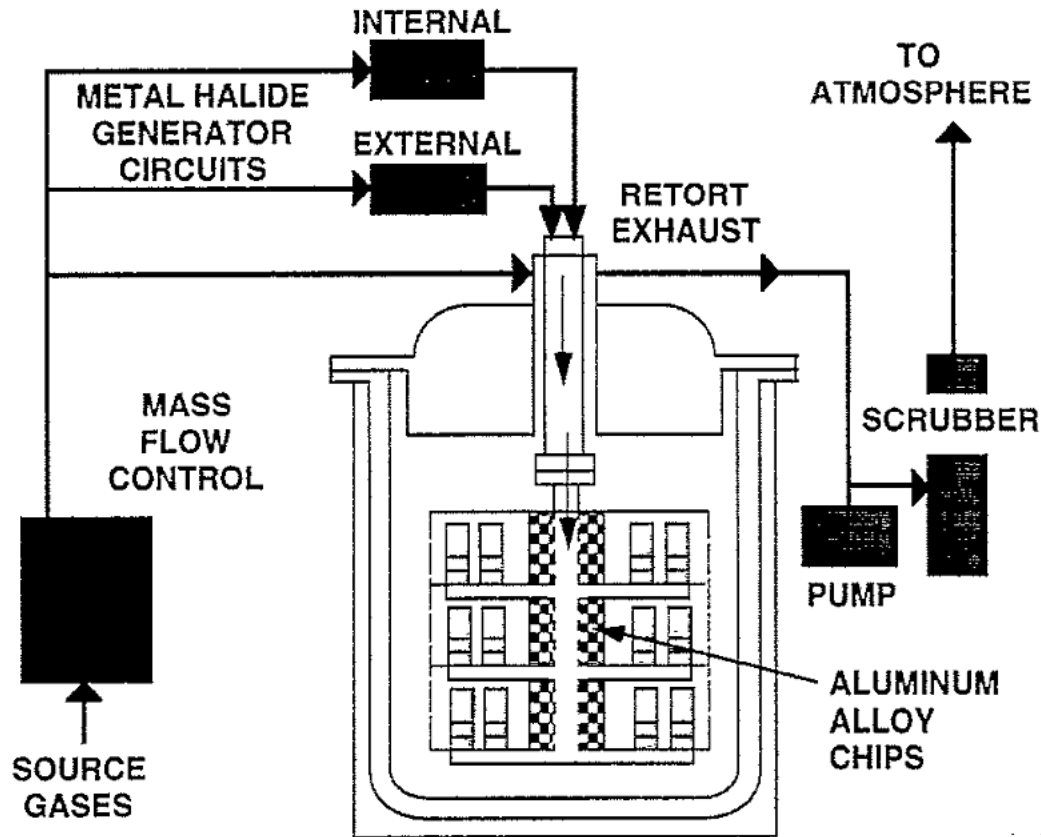 INTERNAL
METAL HALIDE
GENERATOR
CIRCUITS
EXTERNAL
TO
ATMOSPHERE
RETORT
EXHAUST
MASS
FLOW
CONTROL
SCRUBBER
PUMP
ALUMINUM
ALLOY
CHIPS
SOURCE
GASES